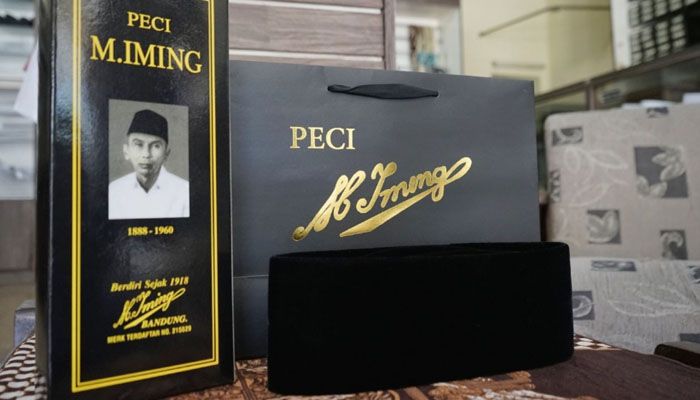 PECI
M.IMING
1888 - 1960
Berdiri Sejak 1918
M Iming
BANDUNG.
MERK TERDAFTAR NO. 315029
PECI
M Iming